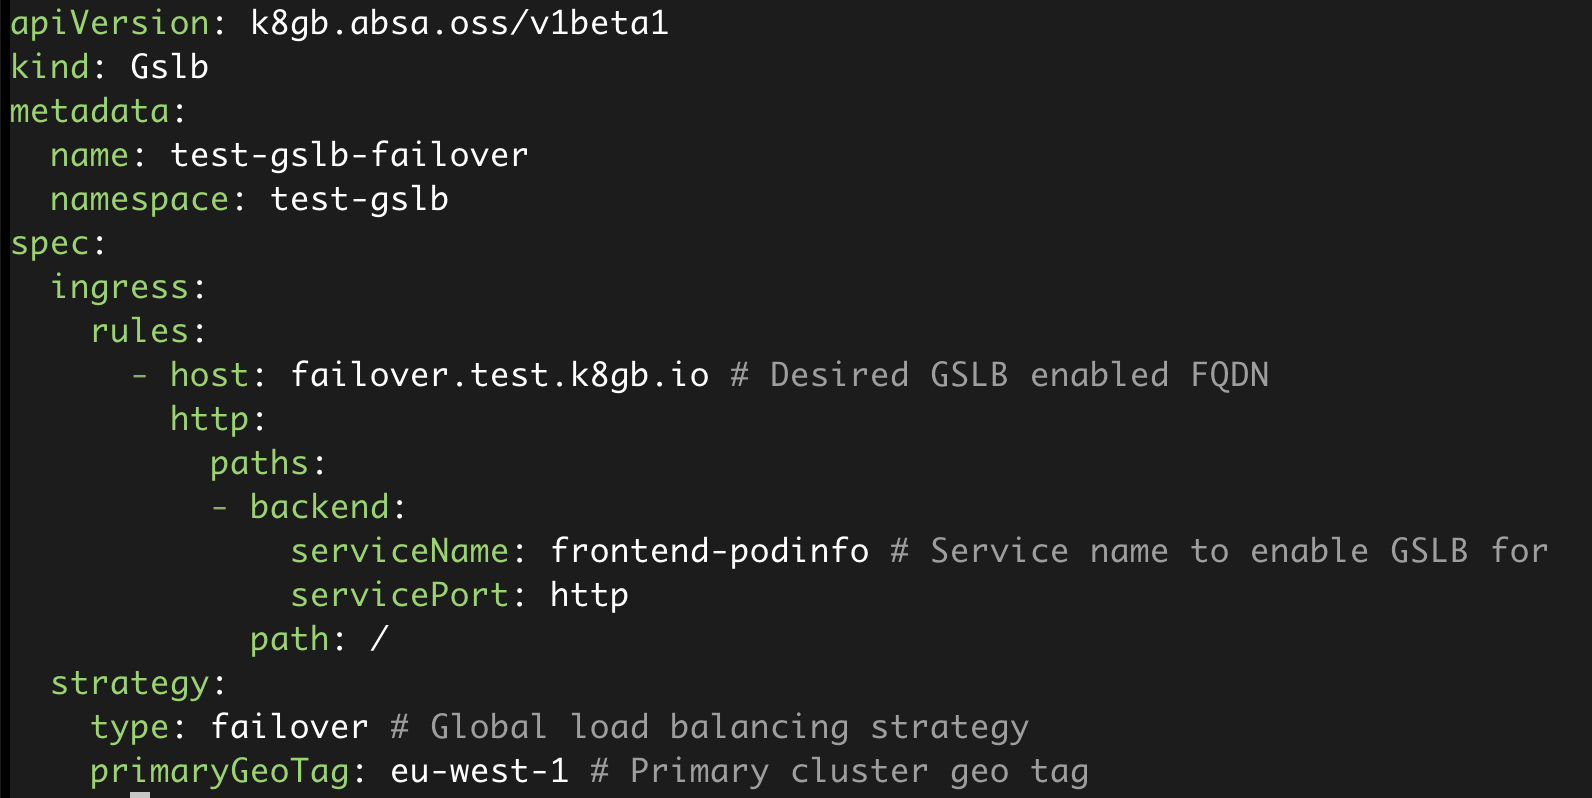 apiVersion: k8gb.absa.oss/v1beta1
kind: Gslb
metadata:
  name: test-gslb-failover
  namespace: test-gslb
spec:
  ingress:
    rules:
      - host: failover.test.k8gb.io # Desired GSLB enabled FQDN
        http:
          paths:
          - backend:
              serviceName: frontend-podinfo # Service name to enable GSLB for
              servicePort: http
            path: /
  strategy:
    type: failover # Global load balancing strategy
    primaryGeoTag: eu-west-1 # Primary cluster geo tag